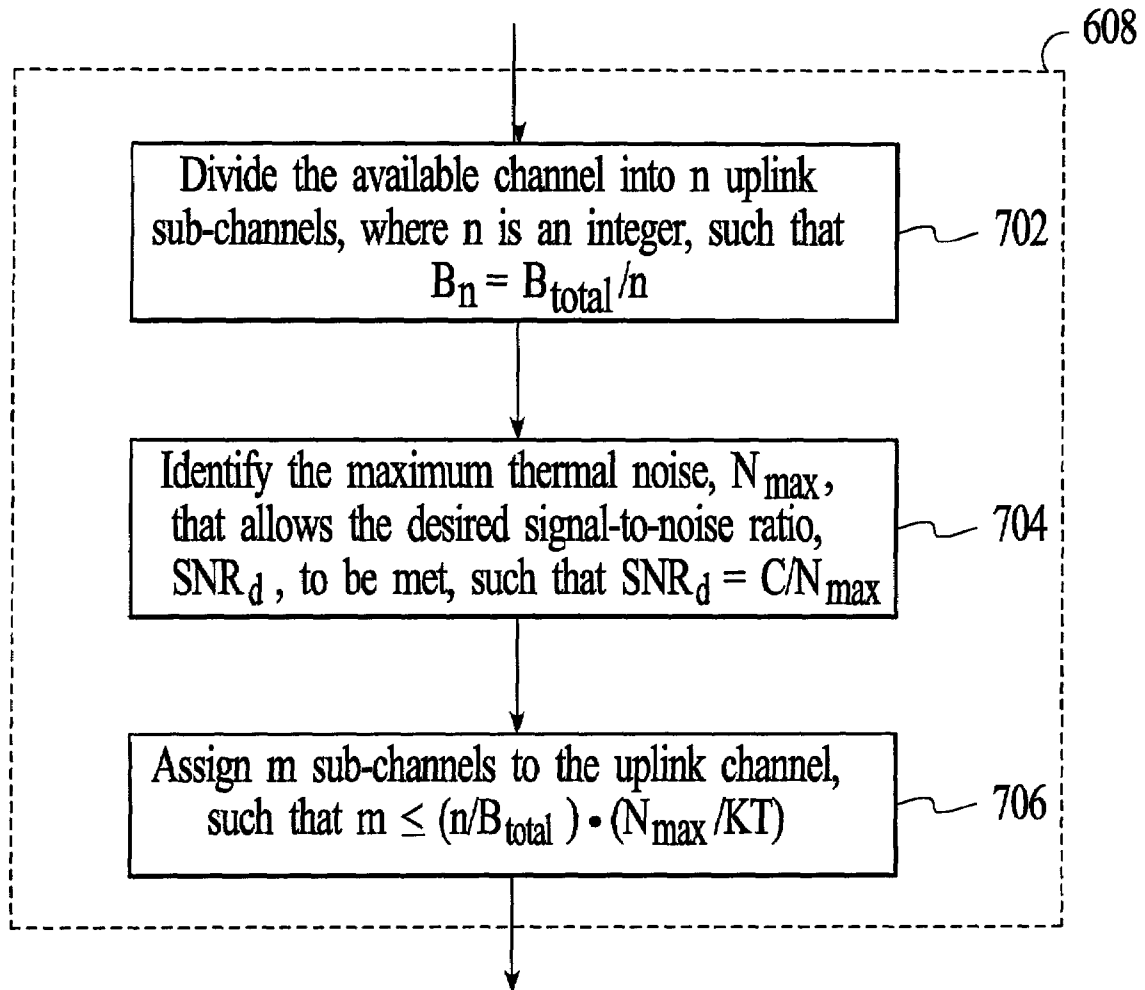 608
Divide the available channel into n uplink
sub-channels, where n is an integer, such that
Bn = Btotal/n
702
Identify the maximum thermal noise, Nmax,
that allows the desired signal-to-noise ratio,
SNRd, to be met, such that SNRd = C/Nmax
704
Assign m sub-channels to the uplink channel,
such that m ≤ (n/Btotal) • (Nmax/KT)
706